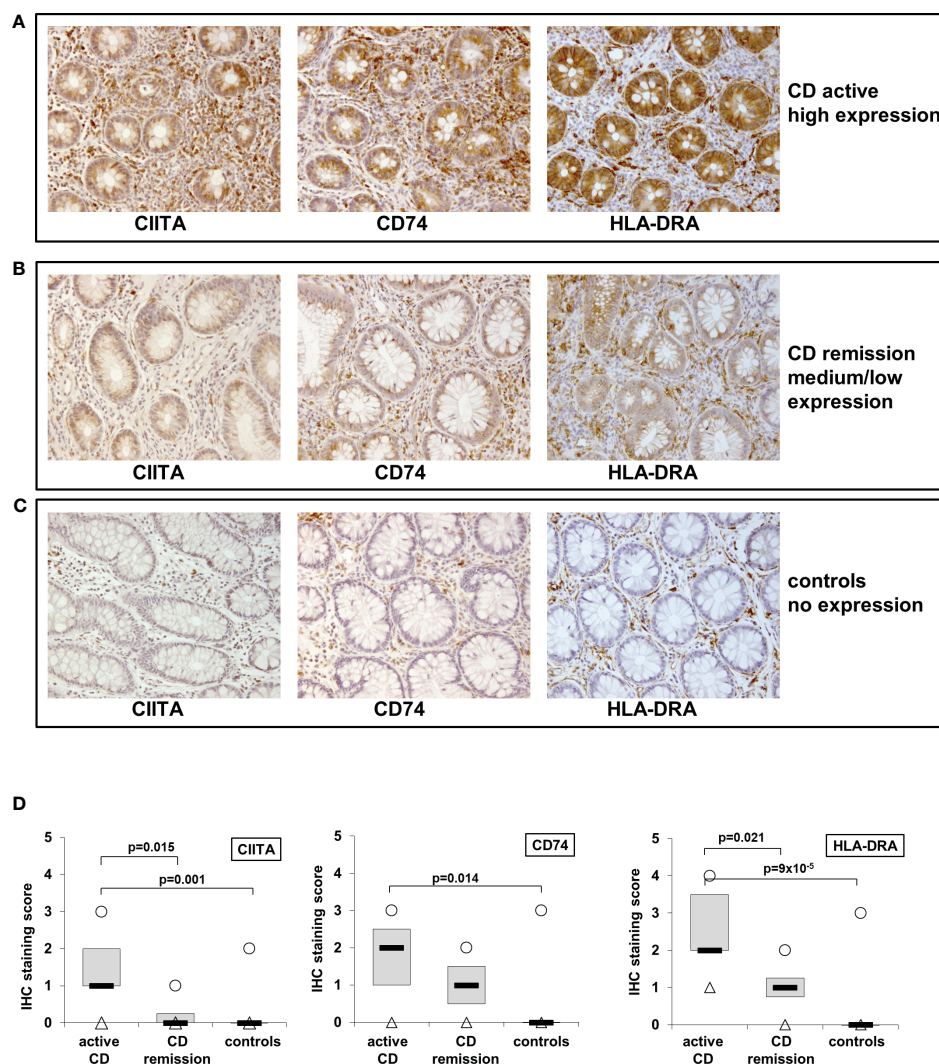 A
CIITA
CD74
HLA-DRA
CD active
high expression
B
CIITA
CD74
HLA-DRA
CD remission
medium/low
expression
C
CIITA
CD74
HLA-DRA
controls
no expression
D
IHC staining score
5
4
3
2
1
0
CIITA
p=0.015
p=0.001
active
CD
CD
remission
controls
IHC staining score
5
4
3
2
1
0
CD74
p=0.014
active
CD
CD
remission
controls
IHC staining score
5
4
3
2
1
0
HLA-DRA
p=0.021
p=9x10⁻⁵
active
CD
CD
remission
controls